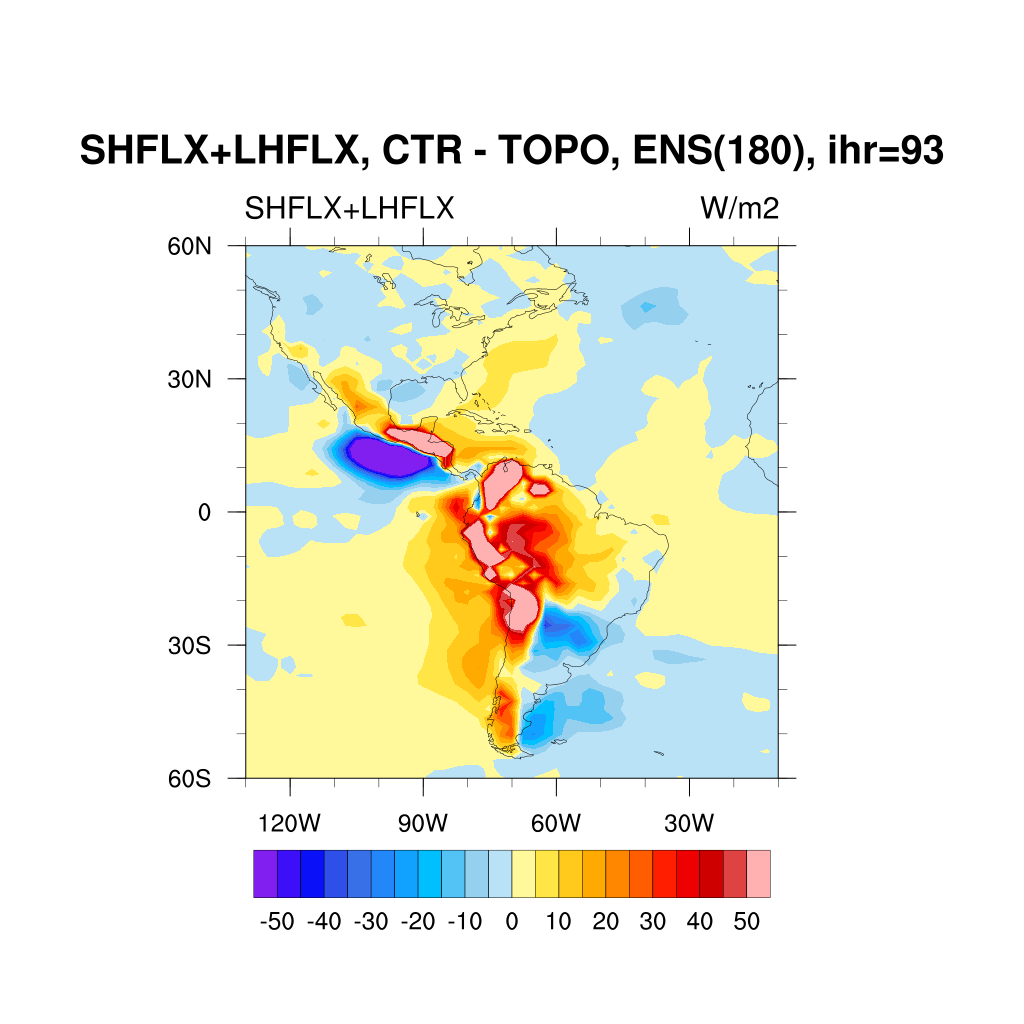 SHFLX+LHFLX, CTR - TOPO, ENS(180), ihr=93
SHFLX+LHFLX W/m2
60N
30N
0
30S
60S
120W 90W 60W 30W
-50 -40 -30 -20 -10 0 10 20 30 40 50